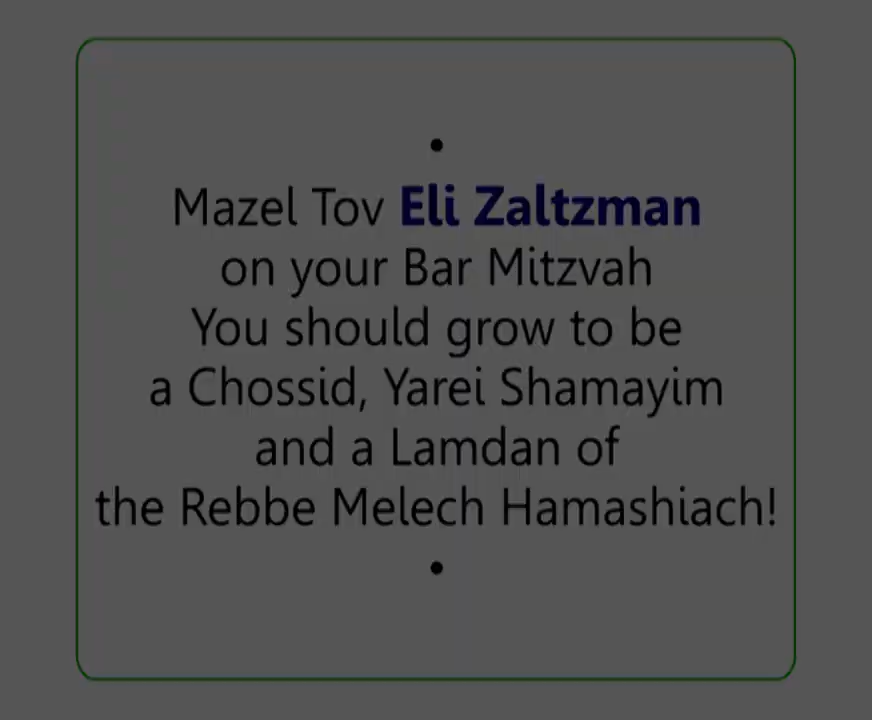 Mazel Tov Eli Zaltzman
on your Bar Mitzvah
You should grow to be
a Chossid, Yarei Shamayim
and a Lamdan of
the Rebbe Melech Hamashiach!